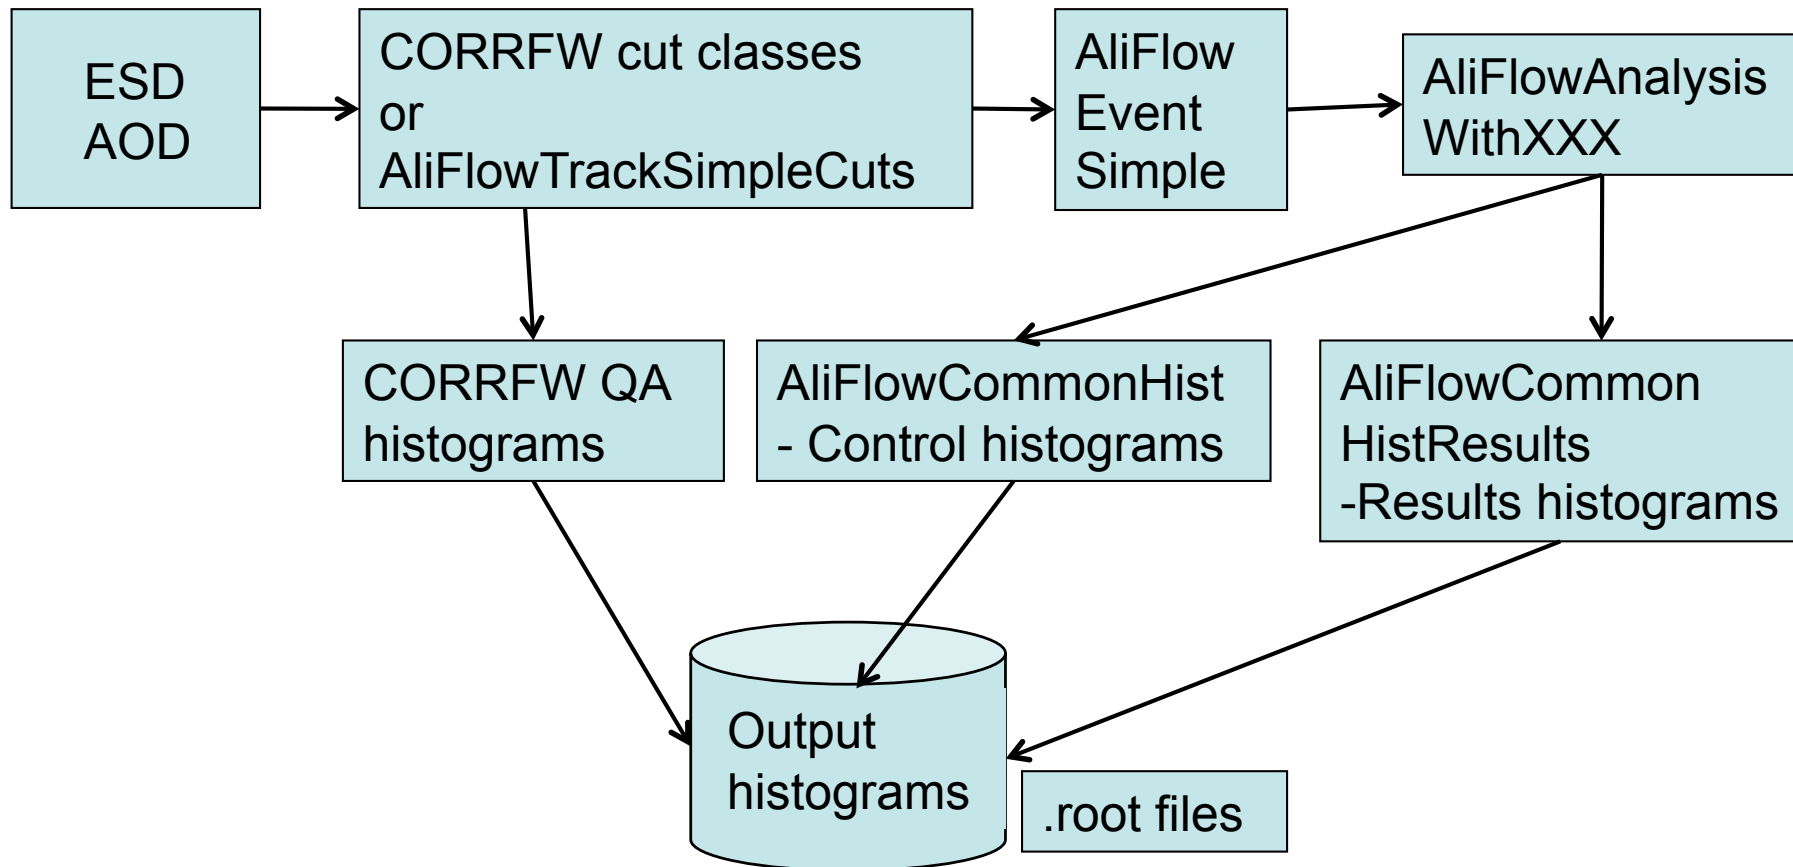 ESD
AOD
CORRFW cut classes
or
AliFlowTrackSimpleCuts
AliFlow
Event
Simple
AliFlowAnalysis
WithXXX
CORRFW QA
histograms
AliFlowCommonHist
- Control histograms
AliFlowCommon
HistResults
-Results histograms
Output
histograms
.root files